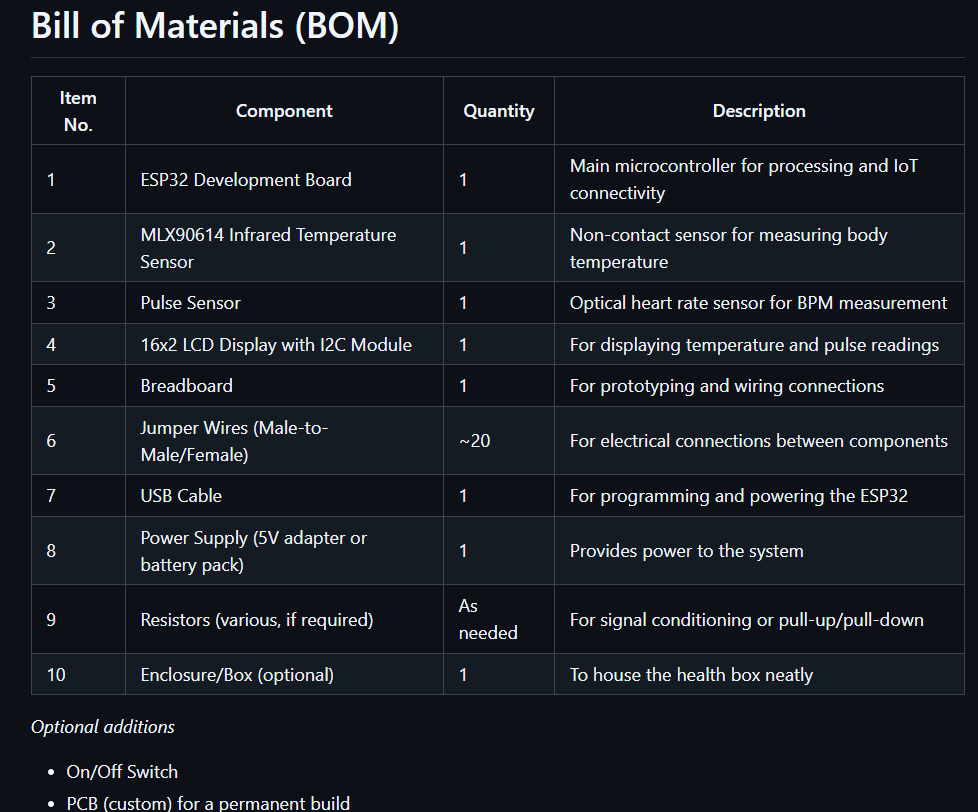 Bill of Materials (BOM)
Item
No.
Component
Quantity
Description
1
ESP32 Development Board
1
Main microcontroller for processing and IoT
connectivity
2
MLX90614 Infrared Temperature
Sensor
1
Non-contact sensor for measuring body
temperature
3
Pulse Sensor
1
Optical heart rate sensor for BPM measurement
4
16x2 LCD Display with I2C Module
1
For displaying temperature and pulse readings
5
Breadboard
1
For prototyping and wiring connections
6
Jumper Wires (Male-to-
Male/Female)
~20
For electrical connections between components
7
USB Cable
1
For programming and powering the ESP32
8
Power Supply (5V adapter or
battery pack)
1
Provides power to the system
9
Resistors (various, if required)
As
needed
For signal conditioning or pull-up/pull-down
10
Enclosure/Box (optional)
1
To house the health box neatly
Optional additions
• On/Off Switch
• PCB (custom) for a permanent build